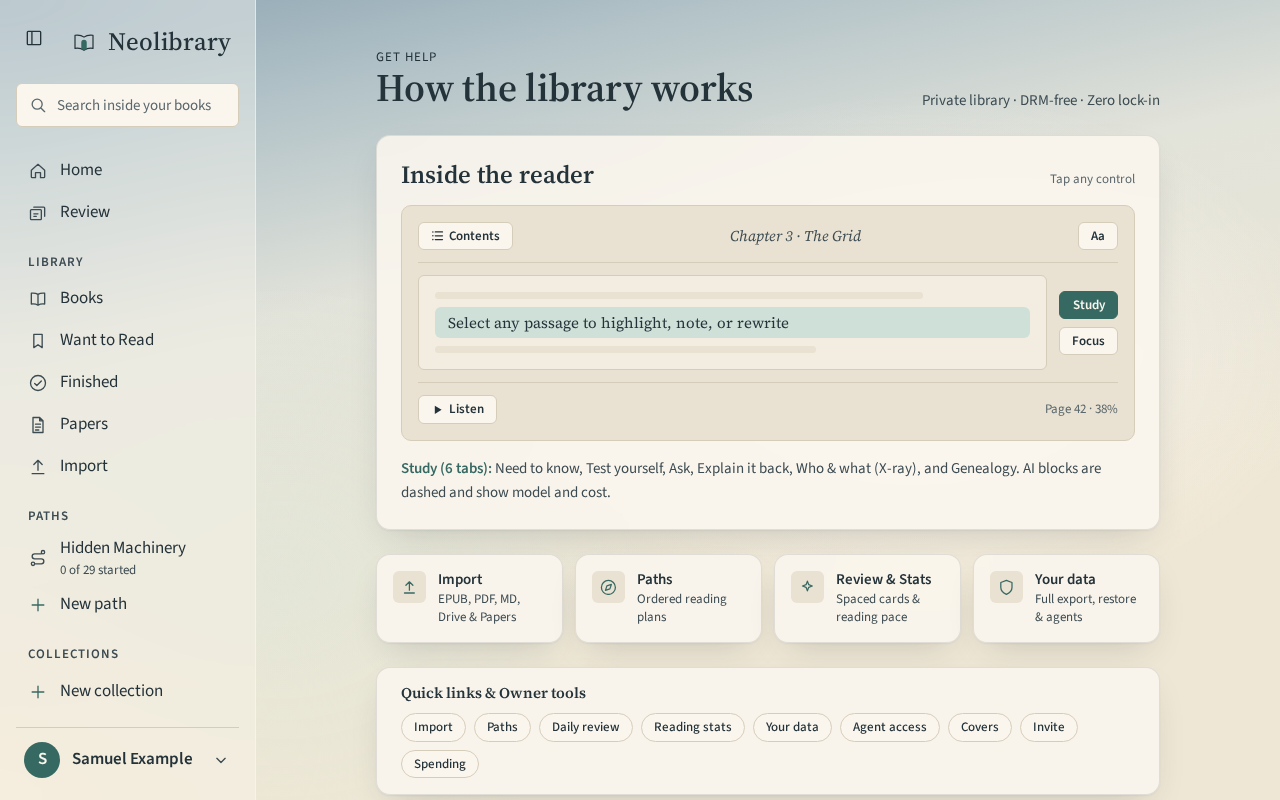 Neolibrary
Search inside your books
Home
Review
LIBRARY
Books
Want to Read
Finished
Papers
Import
PATHS
Hidden Machinery
0 of 29 started
New path
COLLECTIONS
New collection
S
Samuel Example
GET HELP
How the library works
Private library · DRM-free · Zero lock-in
Inside the reader
Tap any control
Contents
Chapter 3 · The Grid
Aa
Select any passage to highlight, note, or rewrite
Study
Focus
Listen
Page 42 · 38%
Study (6 tabs): Need to know, Test yourself, Ask, Explain it back, Who & what (X-ray), and Genealogy. AI blocks are
dashed and show model and cost.
Import
EPUB, PDF, MD,
Drive & Papers
Paths
Ordered reading
plans
Review & Stats
Spaced cards &
reading pace
Your data
Full export, restore
& agents
Quick links & Owner tools
Import
Paths
Daily review
Reading stats
Your data
Agent access
Covers
Invite
Spending